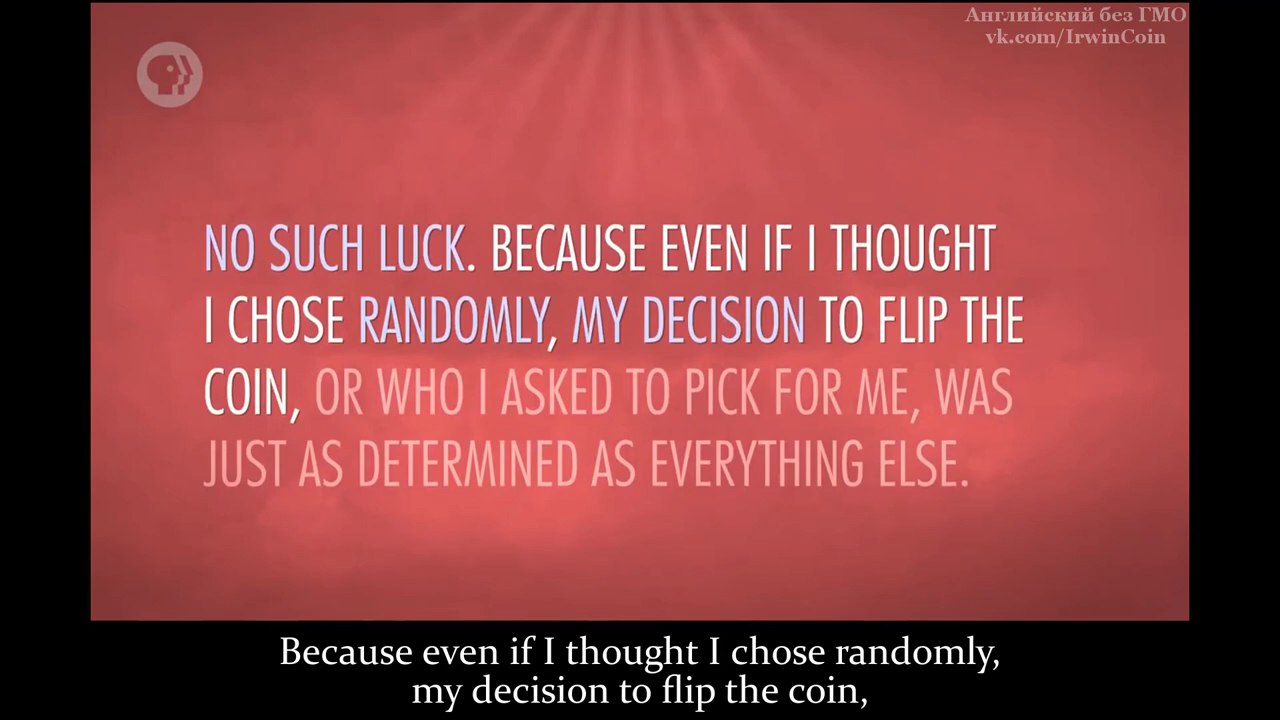 Английский без ГМО
vk.com/IrwinCoin
NO SUCH LUCK. BECAUSE EVEN IF I THOUGHT
I CHOSE RANDOMLY, MY DECISION TO FLIP THE
COIN, OR WHO I ASKED TO PICK FOR ME, WAS
JUST AS DETERMINED AS EVERYTHING ELSE.
Because even if I thought I chose randomly,
my decision to flip the coin,